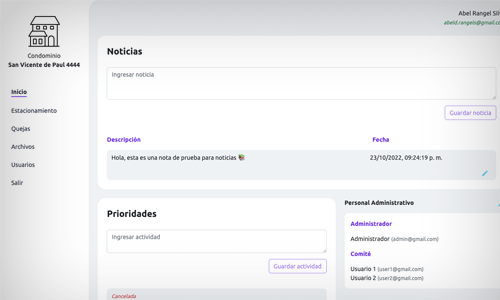 Abel Rangel Sil
abeld.rangels@gmail.co
Condominio
San Vicente de Paul 4444
Inicio
Estacionamiento
Quejas
Archivos
Usuarios
Salir
Noticias
Ingresar noticia
Guardar noticia
Descripción Fecha
Hola, esta es una nota de prueba para noticias 23/10/2022, 09:24:19 p. m.
Prioridades
Ingresar actividad
Guardar actividad
Cancelada
Personal Administrativo
Administrador
Administrador (admin@gmail.com)
Comité
Usuario 1 (user1@gmail.com)
Usuario 2 (user2@gmail.com)